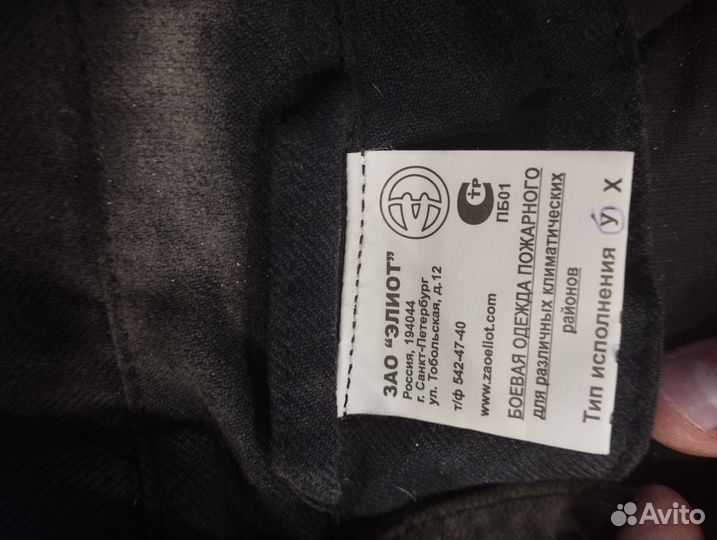 ЗАО "ЭЛИОТ"
Россия, 194044
г. Санкт-Петербург
ул. Тобольская, д.12
т/ф 542-47-40
www.zaoeliot.com
стр
ПБ01
БОЕВАЯ ОДЕЖДА ПОЖАРНОГО
для различных климатических
районов
Тип исполнения У Х
Avito